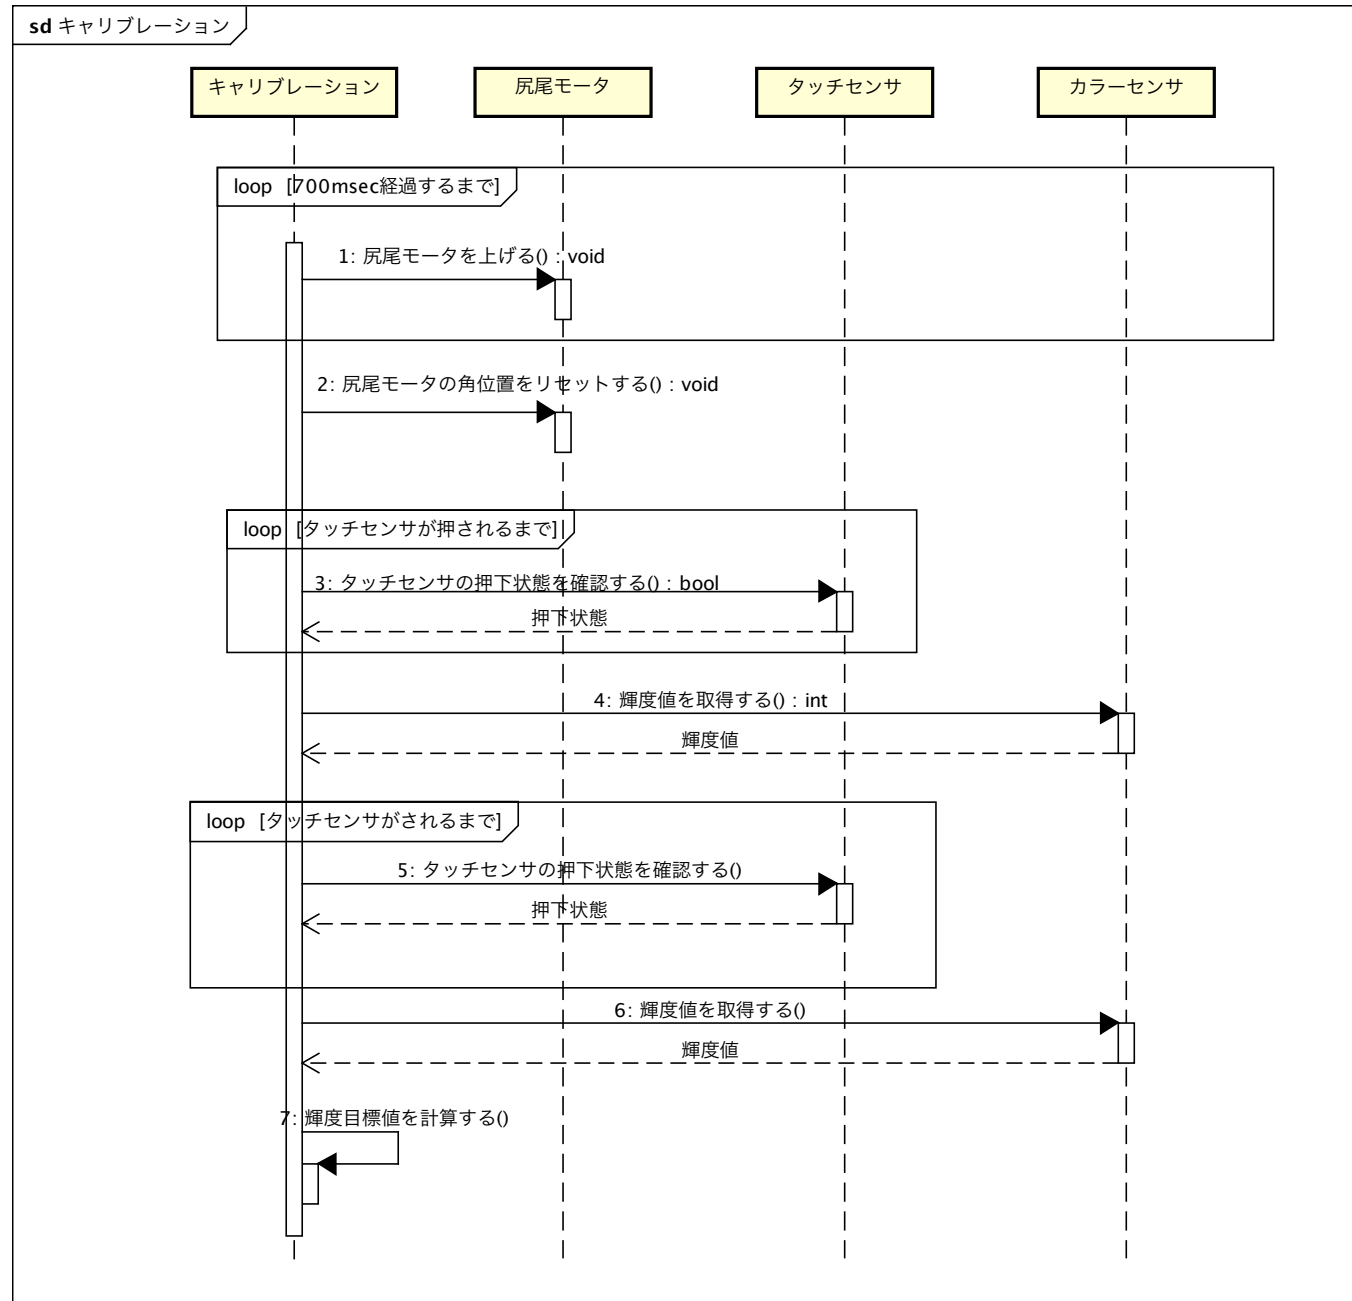 sd キャリブレーション
キャリブレーション
尻尾モータ
タッチセンサ
カラーセンサ
loop [700msec経過するまで]
1: 尻尾モータを上げる() : void
2: 尻尾モータの角位置をリセットする() : void
loop [タッチセンサが押されるまで]
3: タッチセンサの押下状態を確認する() : bool
押下状態
4: 輝度値を取得する() : int
輝度値
loop [タッチセンサがされるまで]
5: タッチセンサの押下状態を確認する()
押下状態
6: 輝度値を取得する()
輝度値
7: 輝度目標値を計算する()